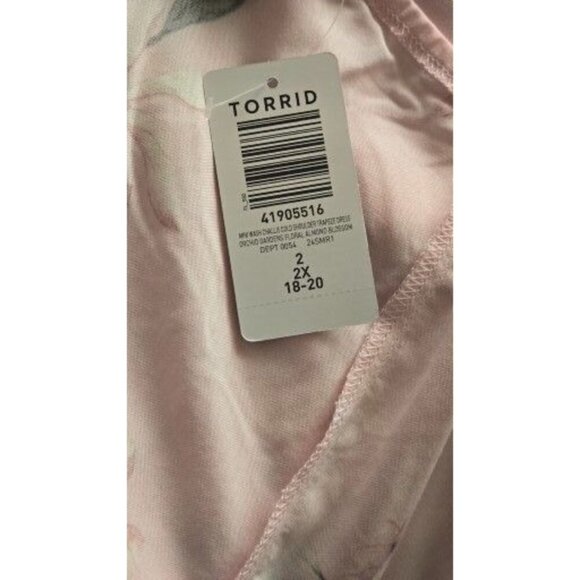 TORRID
41905516
MINI WASH CHALLIS COLD SHOULDER TRAPEZE DRESS
ORCHID GARDENS FLORAL ALMOND BLOSSOM
DEPT 0054 24SMR1
2
2X
18-20